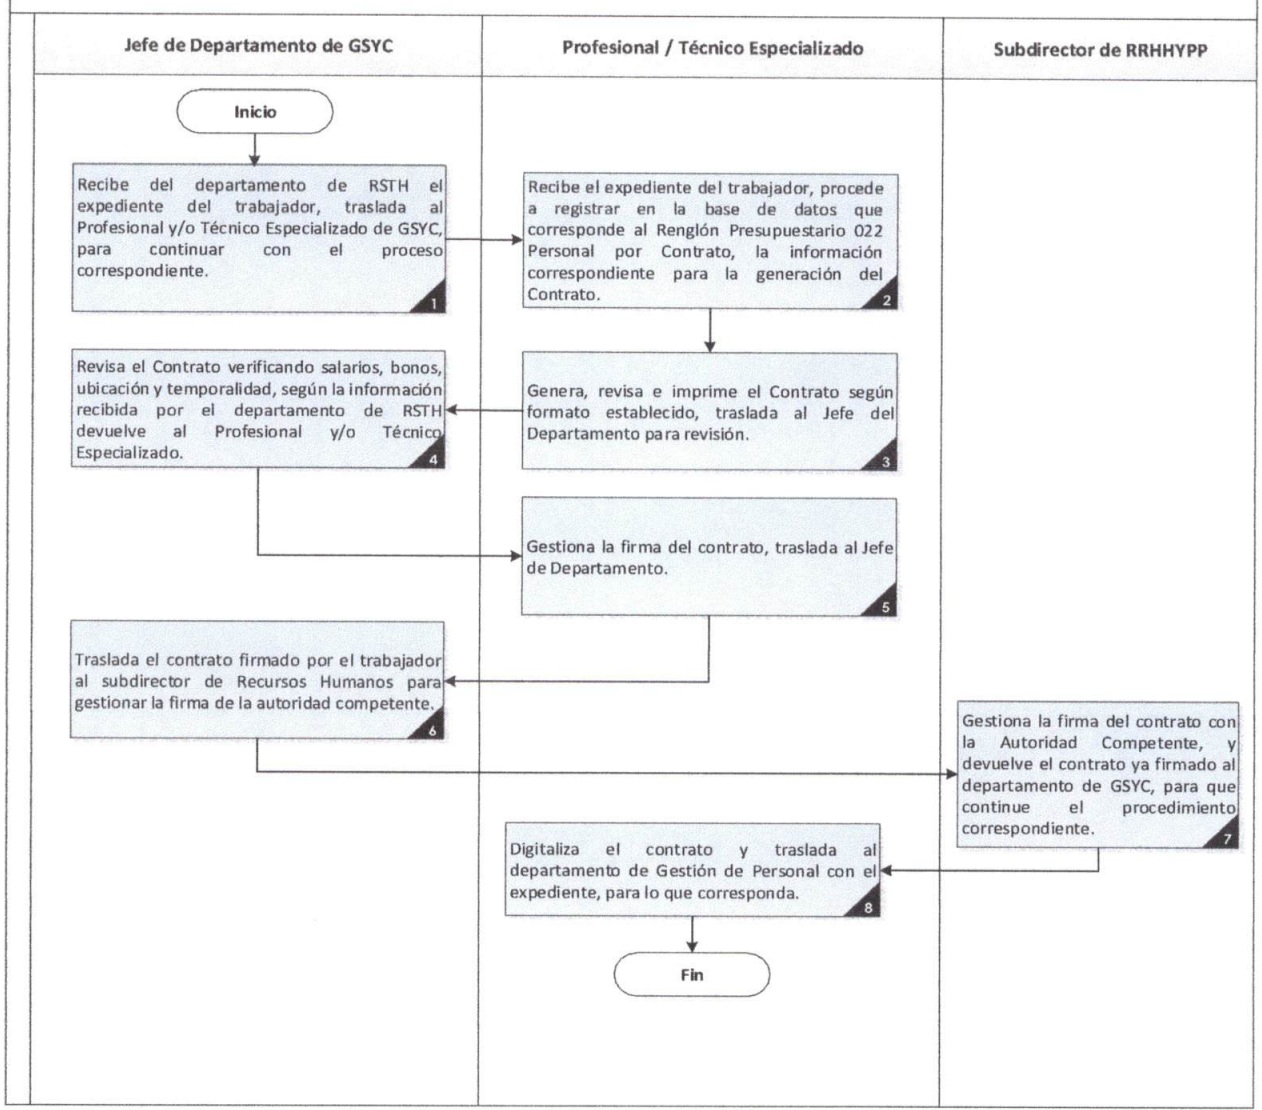 Jefe de Departamento de GSYC
Profesional / Técnico Especializado
Subdirector de RRHHYPP
Inicio
Recibe del departamento de RSTH el
expediente del trabajador, traslada al
Profesional y/o Técnico Especializado de GSYC,
para continuar con el proceso
correspondiente.
1
Recibe el expediente del trabajador, procede
a registrar en la base de datos que
corresponde al Renglón Presupuestario 022
Personal por Contrato, la información
correspondiente para la generación del
Contrato.
2
Genera, revisa e imprime el Contrato según
formato establecido, traslada al Jefe del
Departamento para revisión.
3
Revisa el Contrato verificando salarios, bonos,
ubicación y temporalidad, según la información
recibida por el departamento de RSTH
devuelve al Profesional y/o Técnico
Especializado.
4
Gestiona la firma del contrato, traslada al Jefe
de Departamento.
5
Traslada el contrato firmado por el trabajador
al subdirector de Recursos Humanos para
gestionar la firma de la autoridad competente.
6
Gestiona la firma del contrato con
la Autoridad Competente, y
devuelve el contrato ya firmado al
departamento de GSYC, para que
continue el procedimiento
correspondiente.
7
Digitaliza el contrato y traslada al
departamento de Gestión de Personal con el
expediente, para lo que corresponda.
8
Fin